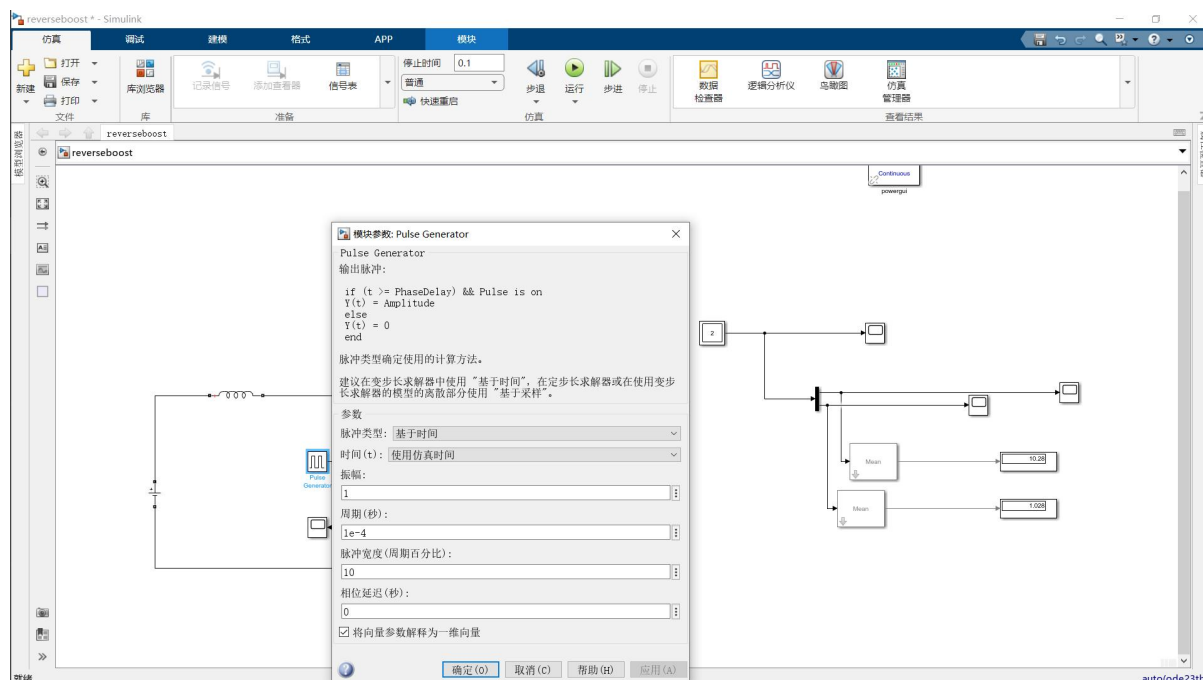 reverseboost * - Simulink
仿真 调试 建模 格式 APP 模块
新建
打开
保存
打印
文件
库浏览器
库
记录信号
添加查看器
信号表
准备
停止时间 0.1
普通
快速重启
步退
运行
步进
停止
仿真
数据
检查器
逻辑分析仪
鸟瞰图
仿真
管理器
查看结果
模型浏览器
reverseboost
reverseboost
Continuous
powergui
Pulse
Generator
模块参数: Pulse Generator
Pulse Generator
输出脉冲:
if (t >= PhaseDelay) && Pulse is on
Y(t) = Amplitude
else
Y(t) = 0
end
脉冲类型确定使用的计算方法。
建议在变步长求解器中使用 "基于时间", 在定步长求解器或在使用变步
长求解器的模型的离散部分使用 "基于采样"。
参数
脉冲类型: 基于时间
时间(t): 使用仿真时间
振幅:
1
周期(秒):
1e-4
脉冲宽度(周期百分比):
10
相位延迟(秒):
0
将向量参数解释为一维向量
确定(O) 取消(C) 帮助(H) 应用(A)
2
Mean
10.28
Mean
1.028
就绪